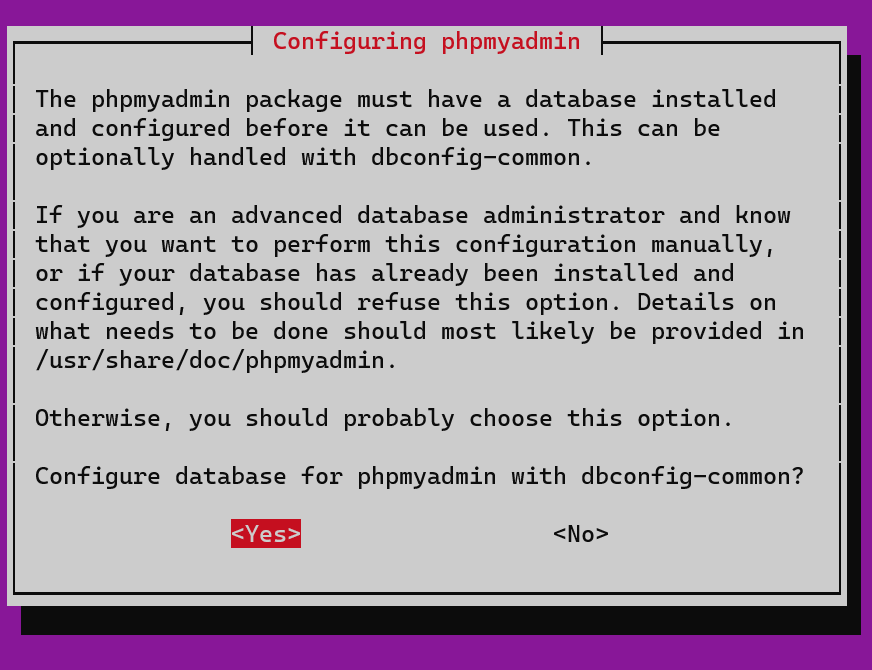 Configuring phpmyadmin
The phpmyadmin package must have a database installed
and configured before it can be used. This can be
optionally handled with dbconfig-common.
If you are an advanced database administrator and know
that you want to perform this configuration manually,
or if your database has already been installed and
configured, you should refuse this option. Details on
what needs to be done should most likely be provided in
/usr/share/doc/phpmyadmin.
Otherwise, you should probably choose this option.
Configure database for phpmyadmin with dbconfig-common?
<Yes> <No>